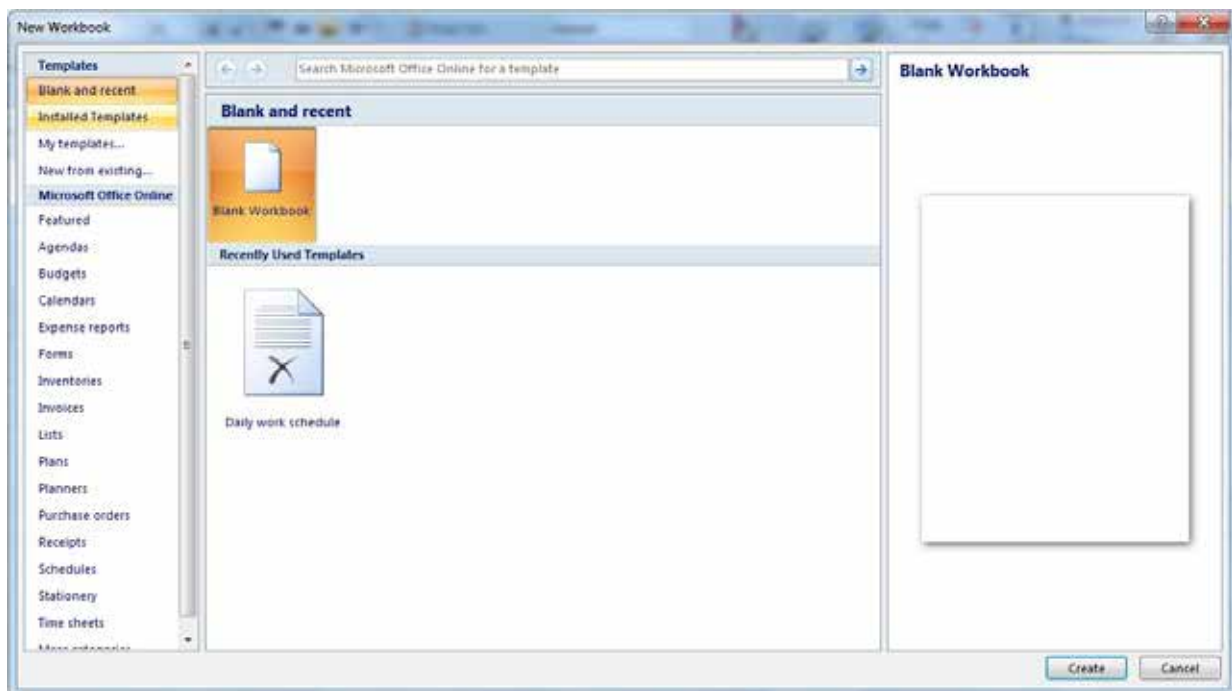 New Workbook
Templates
Blank and recent
Installed Templates
My templates...
New from existing...
Microsoft Office Online
Featured
Agendas
Budgets
Calendars
Expense reports
Forms
Inventories
Invoices
Lists
Plans
Planners
Purchase orders
Receipts
Schedules
Stationery
Time sheets
Search Microsoft Office Online for a template
Blank and recent
Blank Workbook
Recently Used Templates
Daily work schedule
Blank Workbook
Create
Cancel